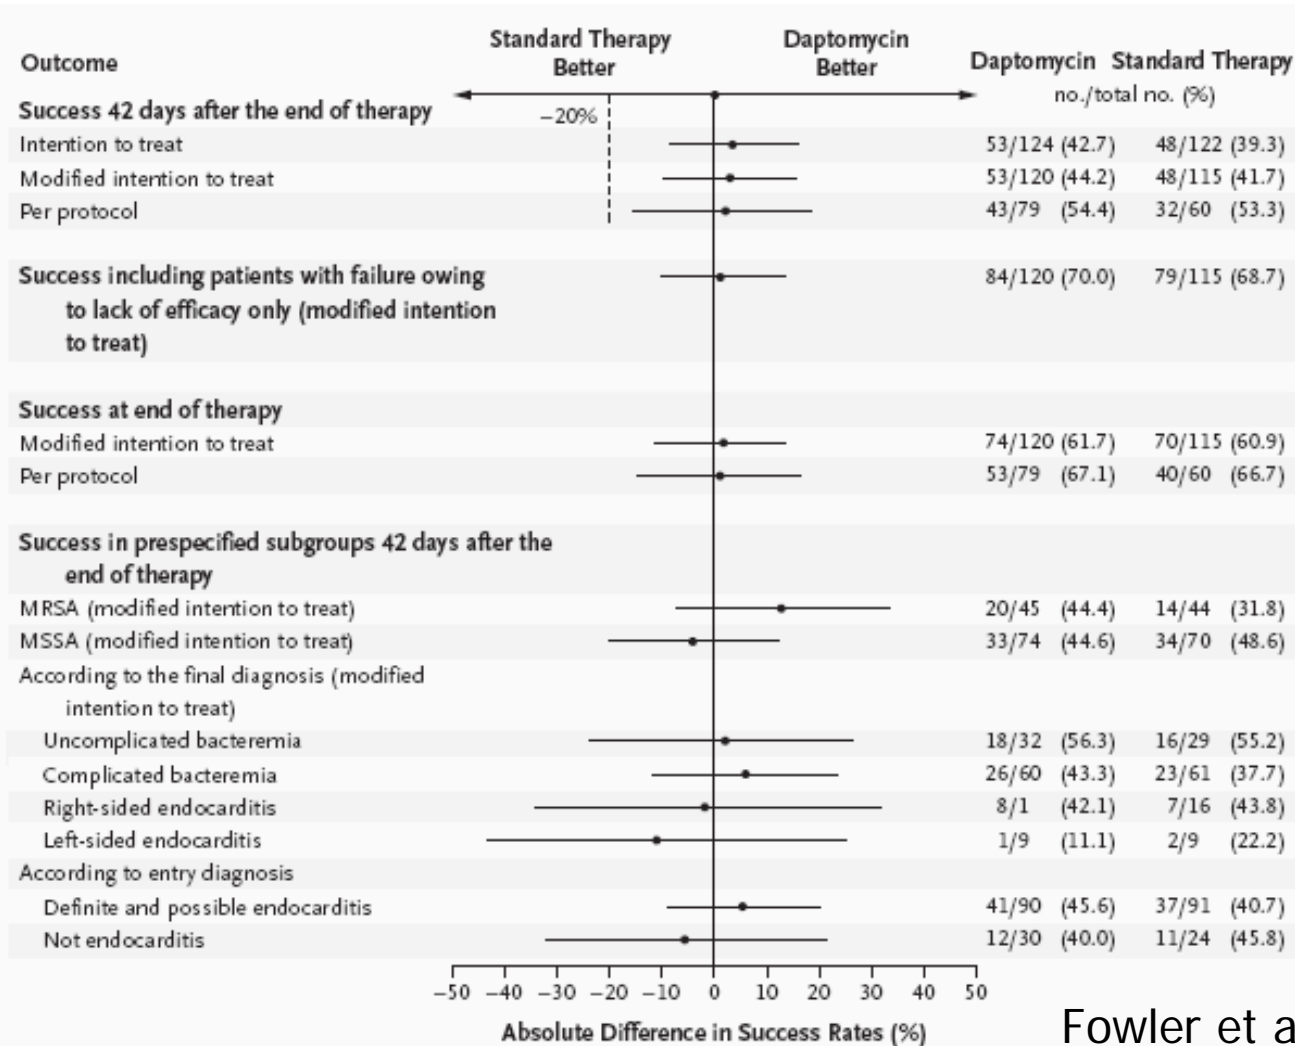 Standard Therapy Better
Daptomycin Better
Outcome
Daptomycin Standard Therapy
no./total no. (%)
Success 42 days after the end of therapy
−20%
Intention to treat 53/124 (42.7) 48/122 (39.3)
Modified intention to treat 53/120 (44.2) 48/115 (41.7)
Per protocol 43/79 (54.4) 32/60 (53.3)
Success including patients with failure owing 84/120 (70.0) 79/115 (68.7)
to lack of efficacy only (modified intention
to treat)
Success at end of therapy
Modified intention to treat 74/120 (61.7) 70/115 (60.9)
Per protocol 53/79 (67.1) 40/60 (66.7)
Success in prespecified subgroups 42 days after the
end of therapy
MRSA (modified intention to treat) 20/45 (44.4) 14/44 (31.8)
MSSA (modified intention to treat) 33/74 (44.6) 34/70 (48.6)
According to the final diagnosis (modified
intention to treat)
Uncomplicated bacteremia 18/32 (56.3) 16/29 (55.2)
Complicated bacteremia 26/60 (43.3) 23/61 (37.7)
Right-sided endocarditis 8/1 (42.1) 7/16 (43.8)
Left-sided endocarditis 1/9 (11.1) 2/9 (22.2)
According to entry diagnosis
Definite and possible endocarditis 41/90 (45.6) 37/91 (40.7)
Not endocarditis 12/30 (40.0) 11/24 (45.8)
−50 −40 −30 −20 −10 0 10 20 30 40 50
Absolute Difference in Success Rates (%)
Fowler et a